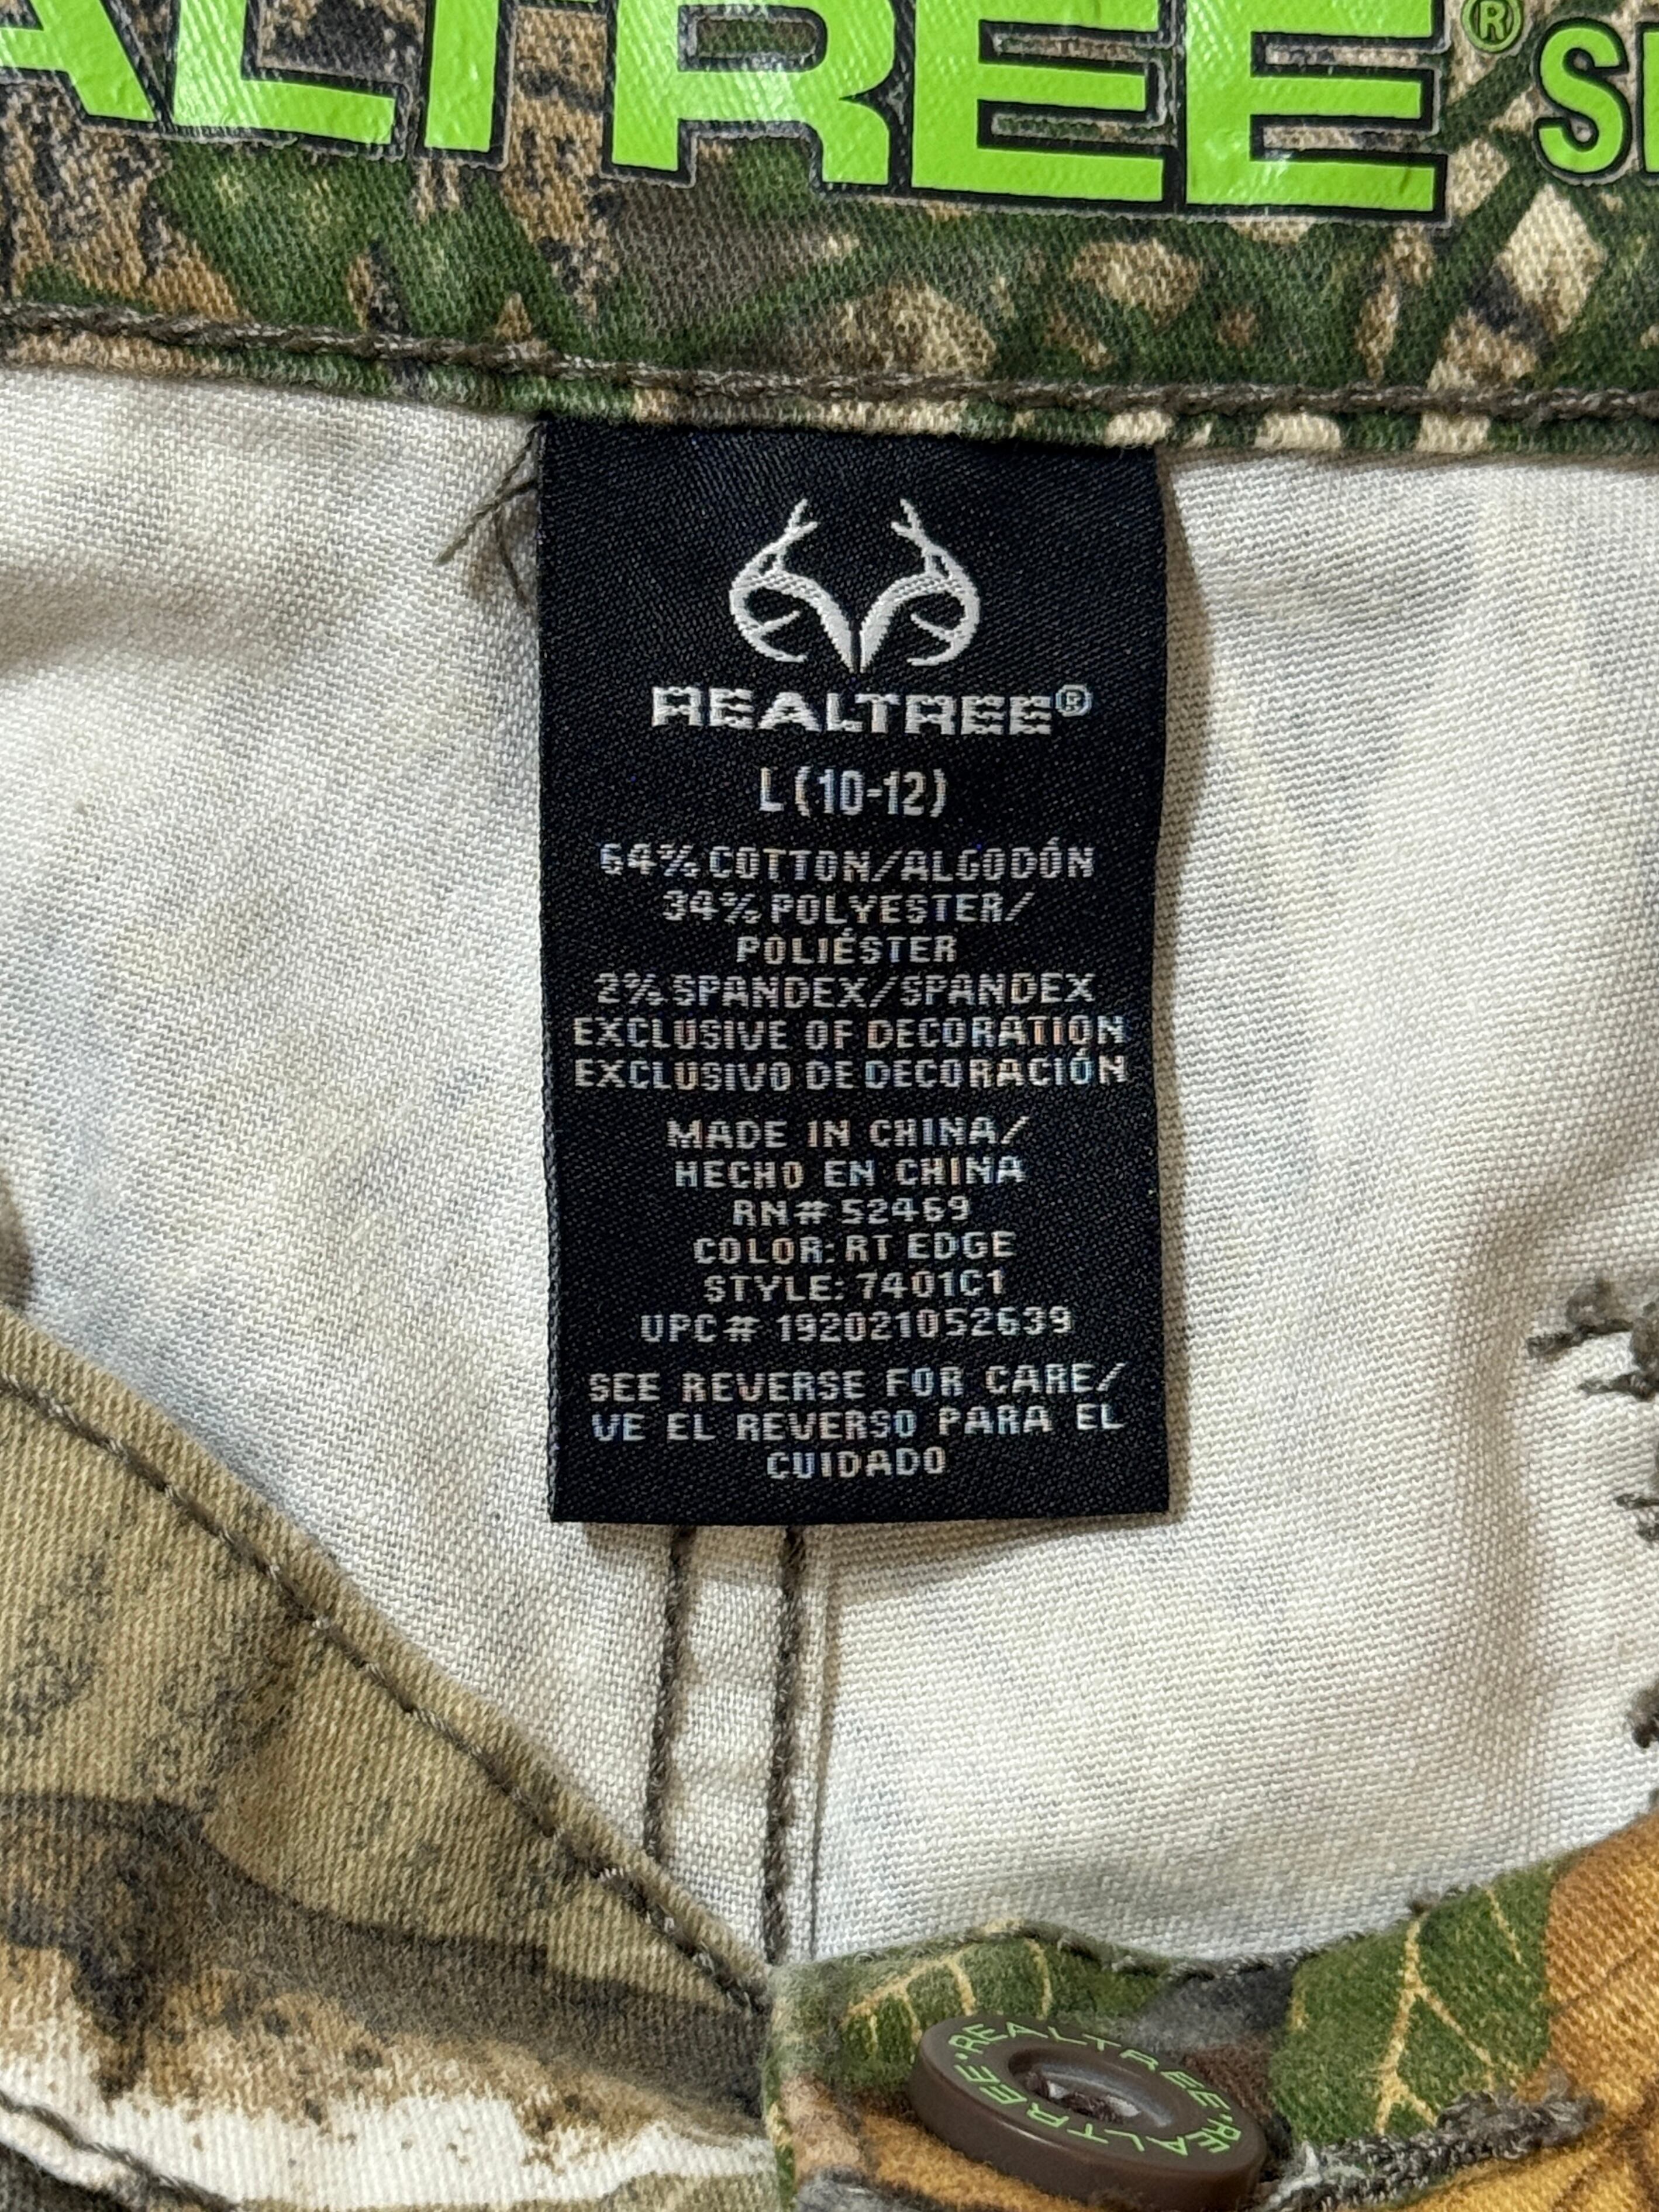 REALTREE®
REALTREE®
L (10-12)
64% COTTON/ALGODÓN
34% POLYESTER/
POLIÉSTER
2% SPANDEX/SPANDEX
EXCLUSIVE OF DECORATION
EXCLUSIVO DE DECORACIÓN
MADE IN CHINA/
HECHO EN CHINA
RN# 52469
COLOR: RT EDGE
STYLE: 7401C1
UPC# 192021052639
SEE REVERSE FOR CARE/
VE EL REVERSO PARA EL
CUIDADO
REALTREE•REALTREE•